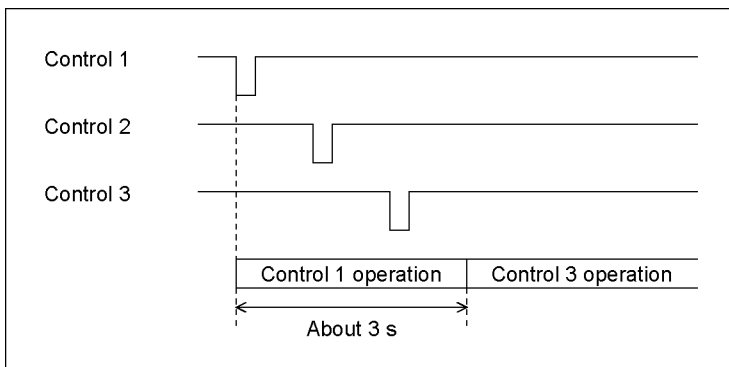 Control 1
Control 2
Control 3
Control 1 operation Control 3 operation
About 3 s